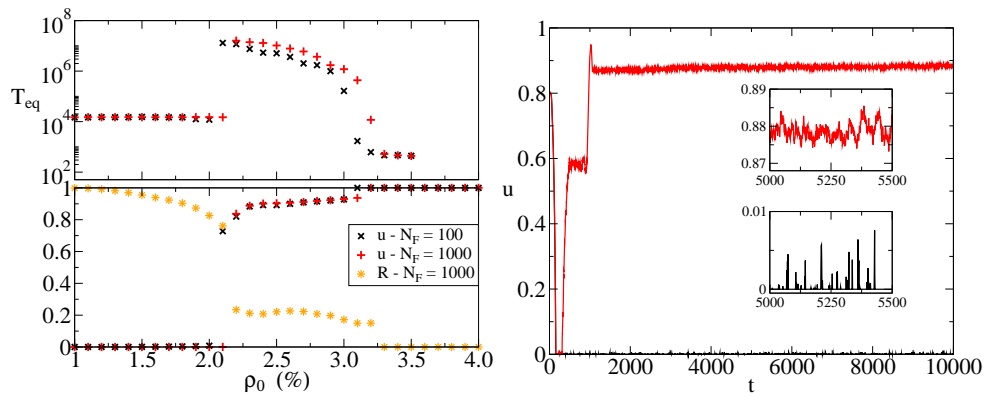 10^8
10^6
T_eq
10^4
10^2
1
0.8
0.6
0.4
0.2
0
u - N_F = 100
u - N_F = 1000
R - N_F = 1000
1 1.5 2.0 2.5 3.0 3.5 4.0
ρ_0 (%)
1
0.8
0.6
u
0.4
0.2
0
0 2000 4000 6000 8000 10000
t
0.89
0.88
0.87
5000 5250 5500
0.01
0
5000 5250 5500